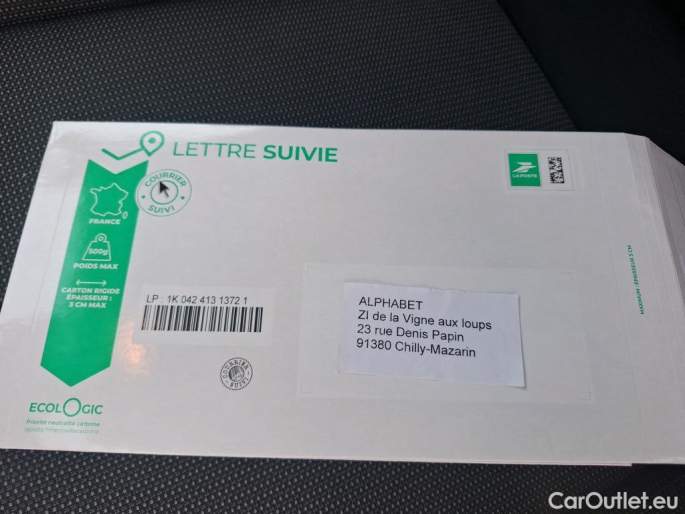 LETTRE SUIVIE
LA POSTE
COURRIER
SUIVI
FRANCE
500g
POIDS MAX
CARTON RIGIDE
ÉPAISSEUR :
3 CM MAX
LP : 1K 042 413 1372 1
ALPHABET
ZI de la Vigne aux loups
23 rue Denis Papin
91380 Chilly-Mazarin
COURRIER
SUIVI
ECOLOGIC
CarOutlet.eu